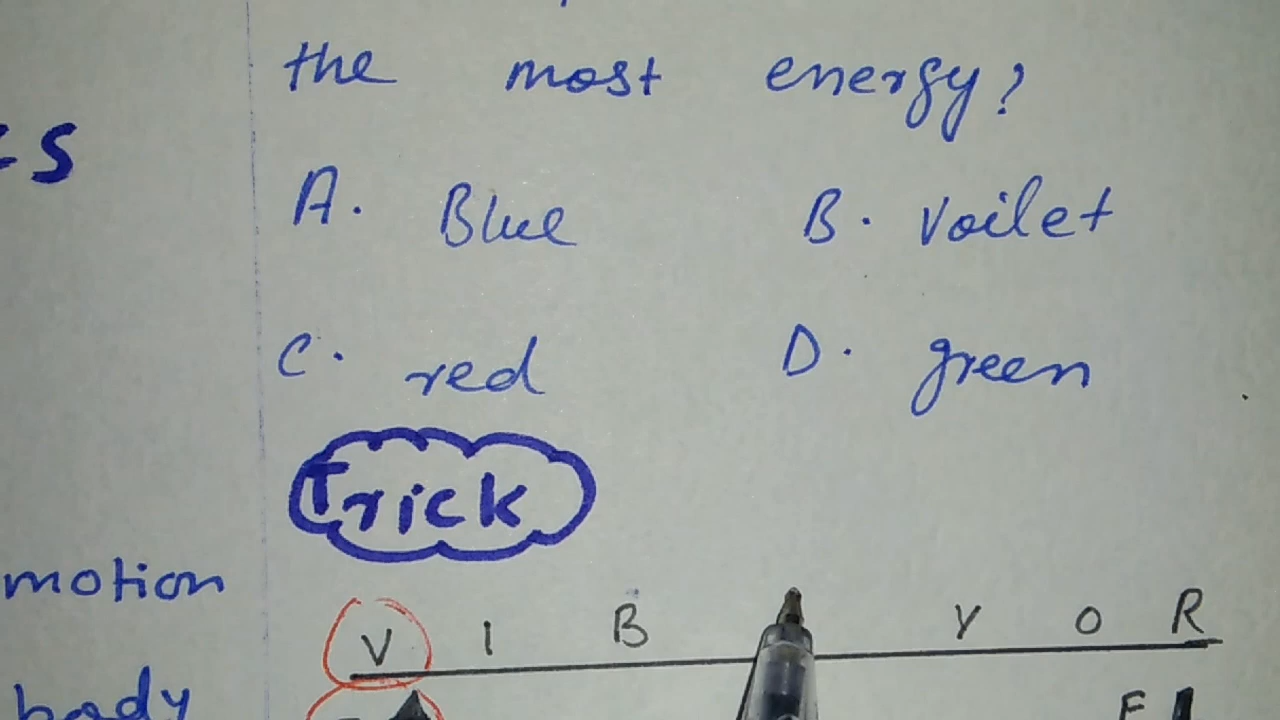 the most energy?
A. Blue B. Voilet
C. red D. green
Trick
motion
V I B Y O R
body